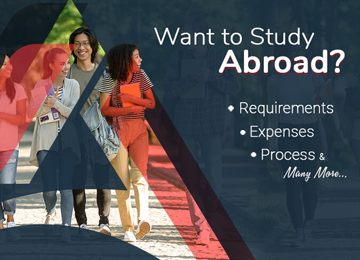 Want to Study
Abroad?
Requirements
Expenses
Process &
Many More...